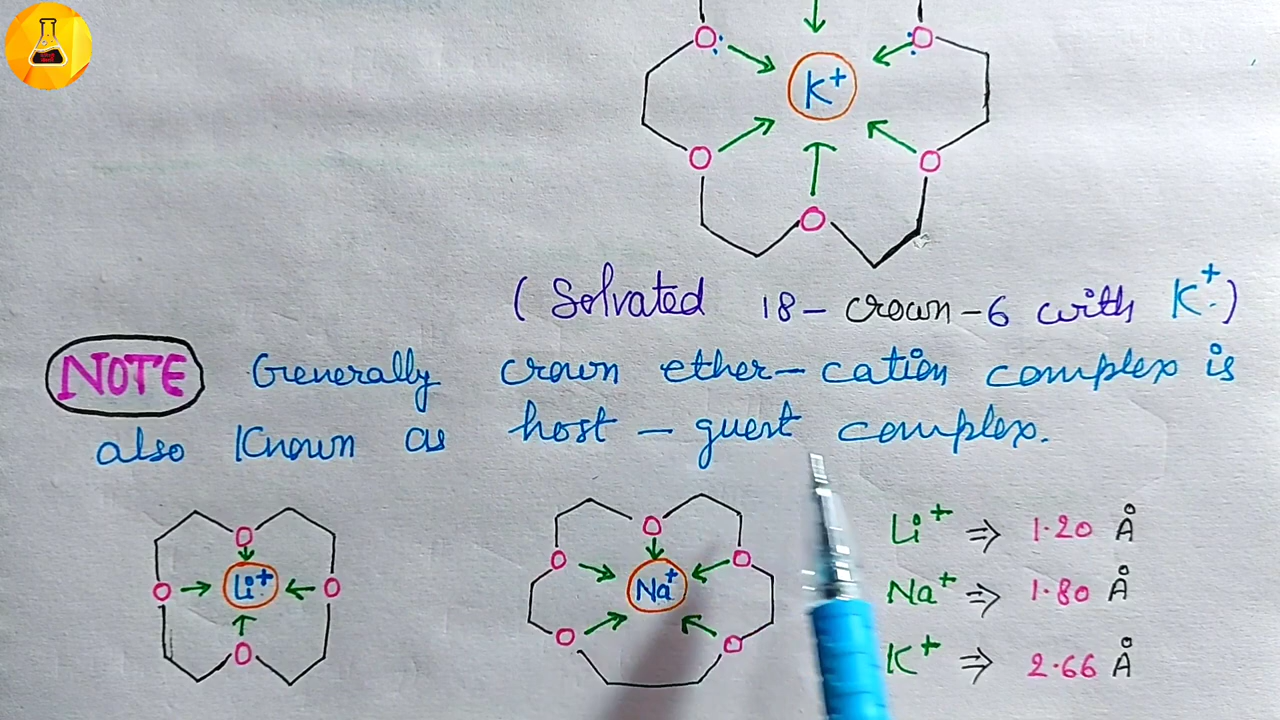 O: :O
K+
O O
O
( Solvated 18-crown-6 with K+.)
NOTE Generally crown ether-cation complex is
also known as host-guest complex.
O O
O Li+ O O Na+ O
O O O
Li+ ⇒ 1.20 Å
Na+ ⇒ 1.80 Å
K+ ⇒ 2.66 Å